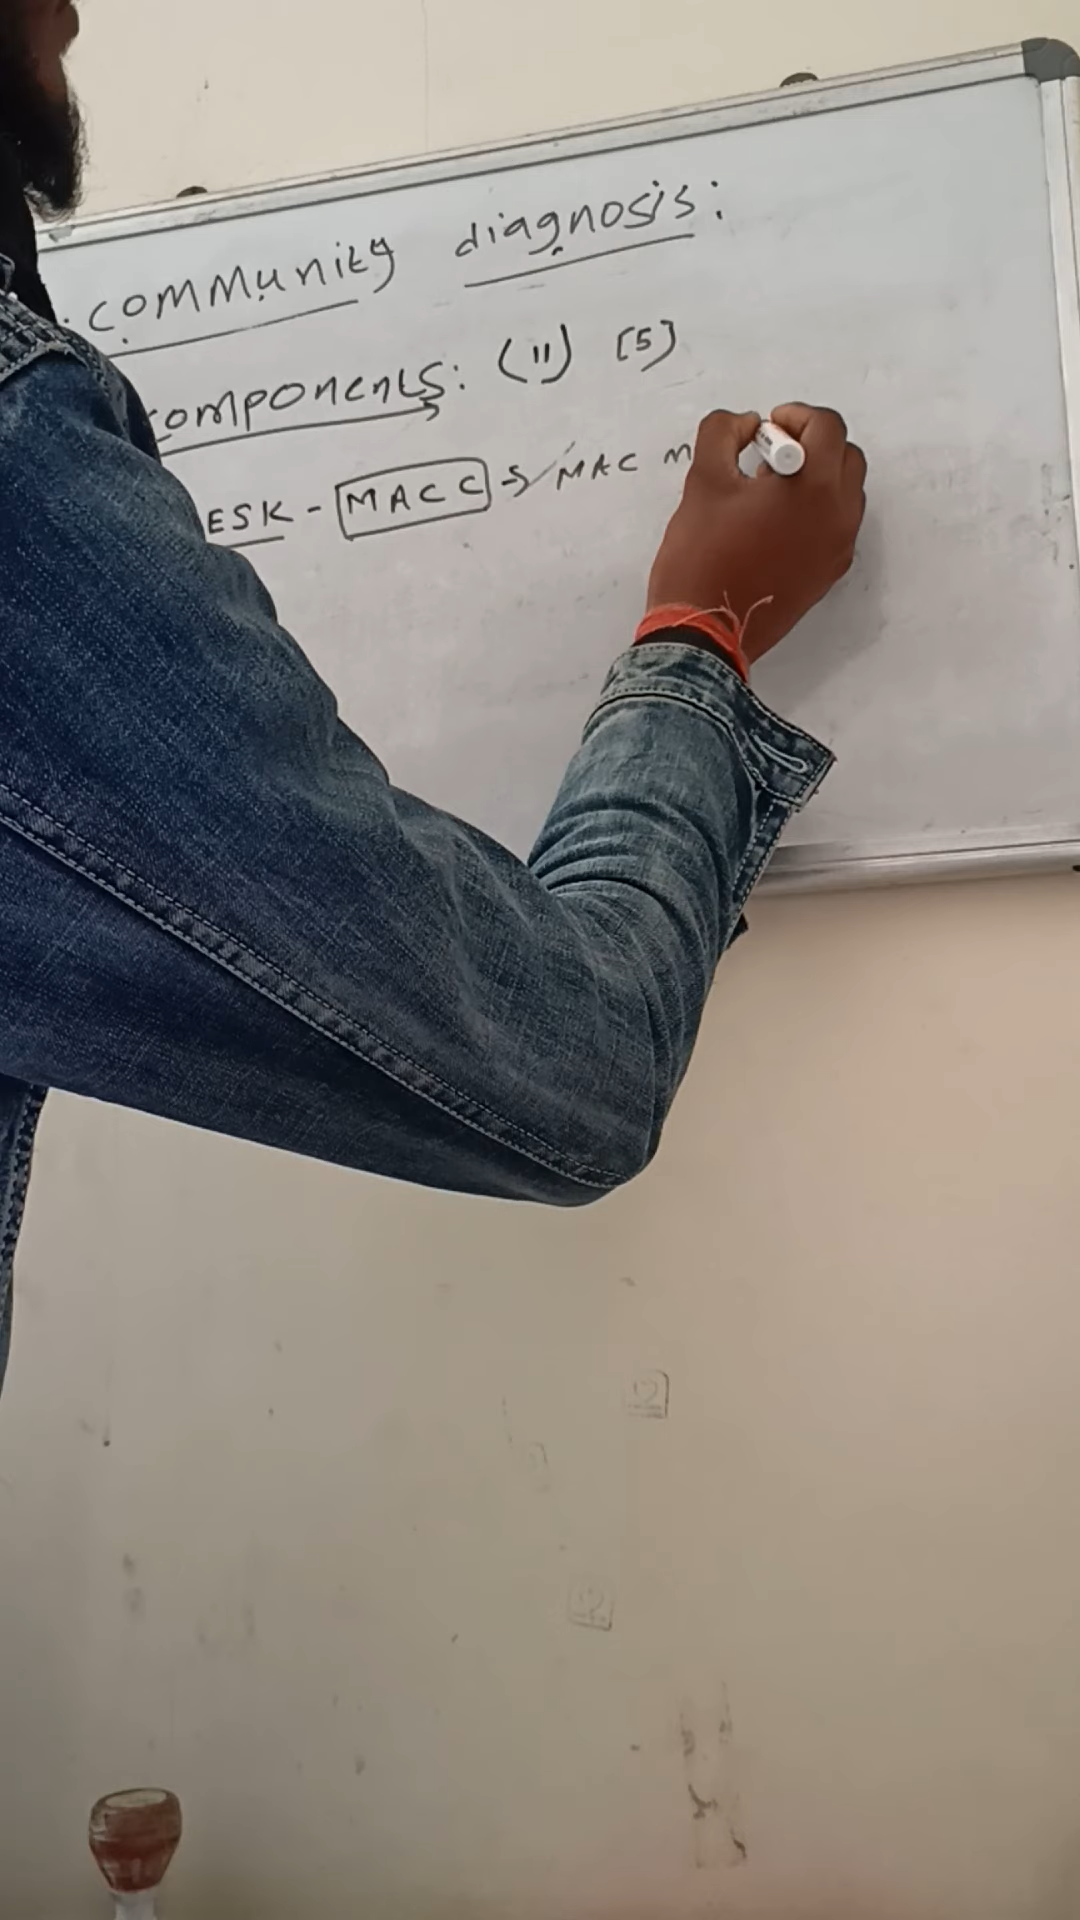 community diagnosis:
components: (11) [5]
ESK - MACC → MAC m